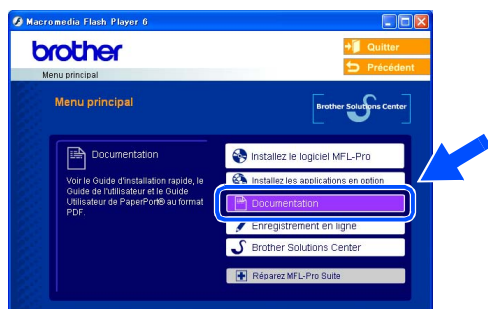 Macromedia Flash Player 6
brother
Quitter
Précédent
Menu principal
Menu principal
Brother Solutions Center
Documentation
Voir le Guide d'installation rapide, le
Guide de l'utilisateur et le Guide
Utilisateur de PaperPort® au format
PDF.
Installez le logiciel MFL-Pro
Installez les applications en option
Documentation
Enregistrement en ligne
Brother Solutions Center
Réparez MFL-Pro Suite